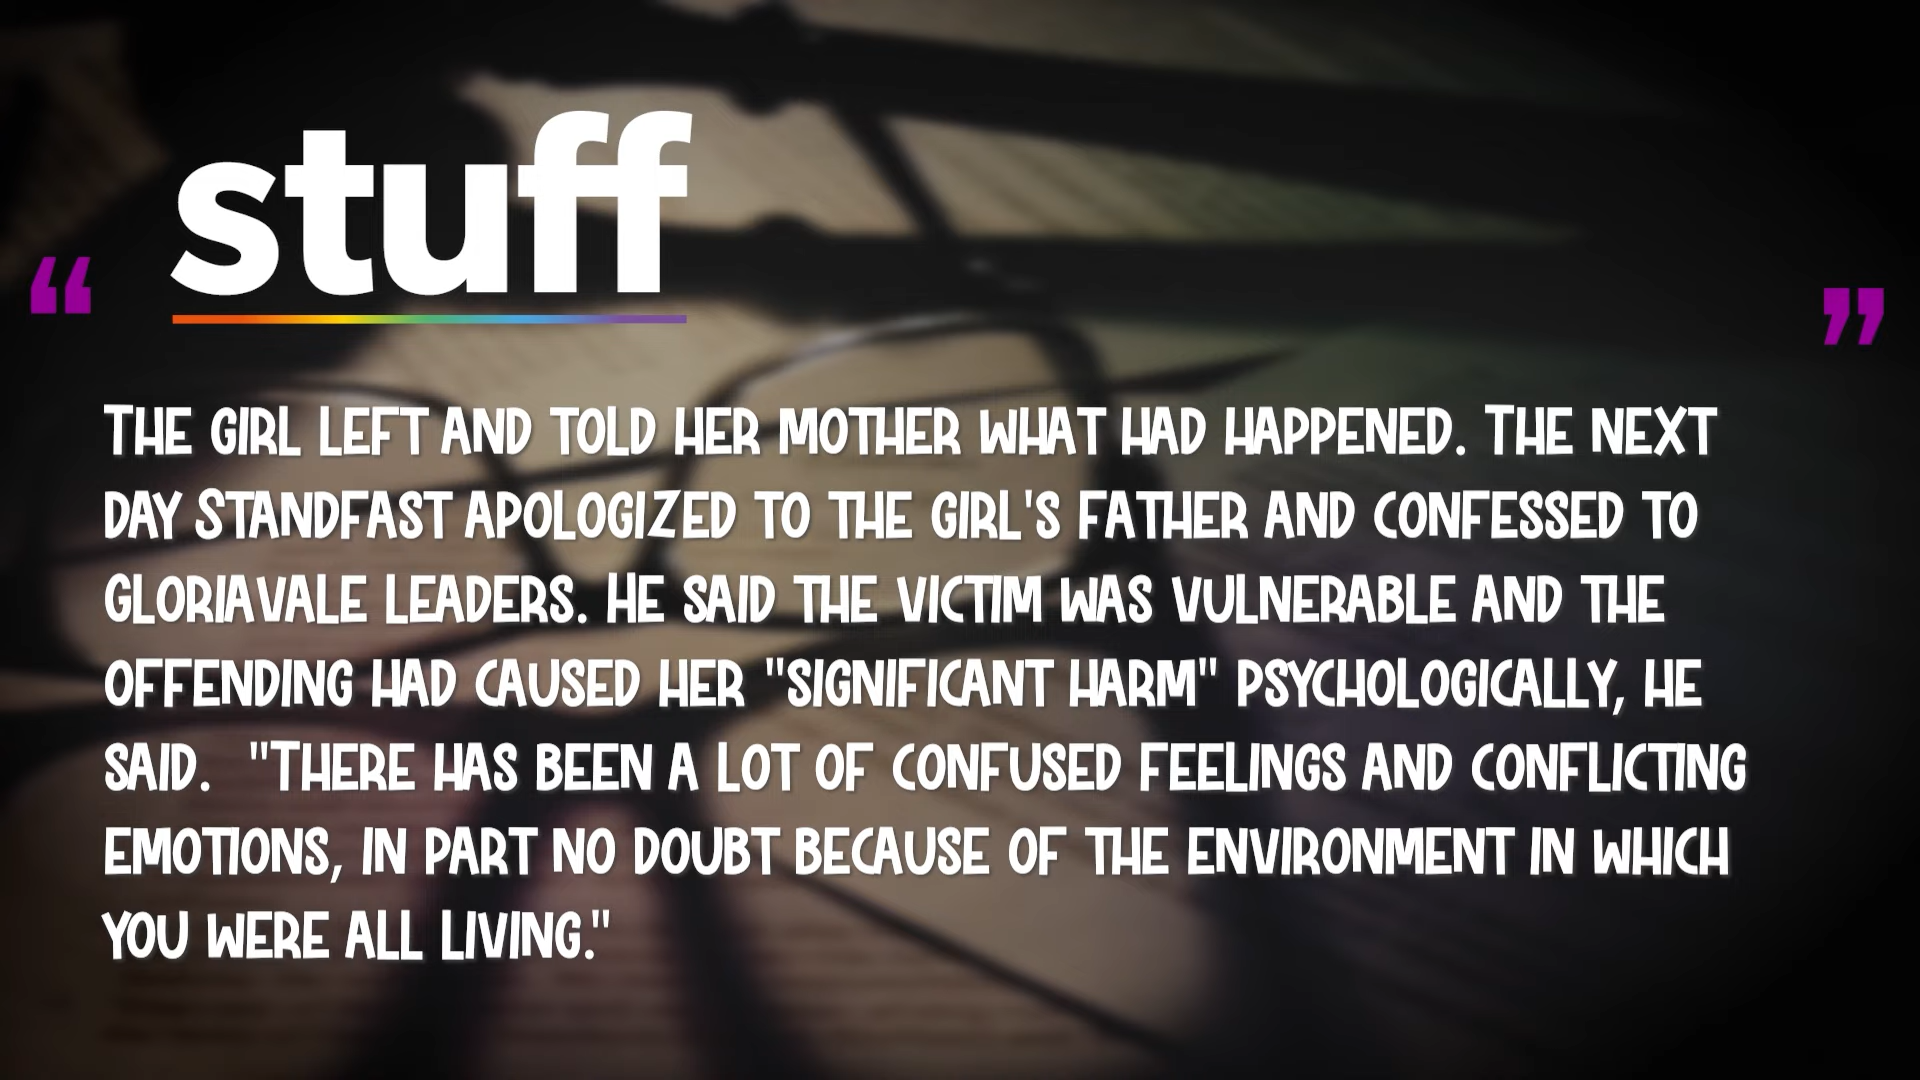 stuff
“
”
THE GIRL LEFT AND TOLD HER MOTHER WHAT HAD HAPPENED. THE NEXT
DAY STANDFAST APOLOGIZED TO THE GIRL'S FATHER AND CONFESSED TO
GLORIAVALE LEADERS. HE SAID THE VICTIM WAS VULNERABLE AND THE
OFFENDING HAD CAUSED HER "SIGNIFICANT HARM" PSYCHOLOGICALLY, HE
SAID.  "THERE HAS BEEN A LOT OF CONFUSED FEELINGS AND CONFLICTING
EMOTIONS, IN PART NO DOUBT BECAUSE OF THE ENVIRONMENT IN WHICH
YOU WERE ALL LIVING."